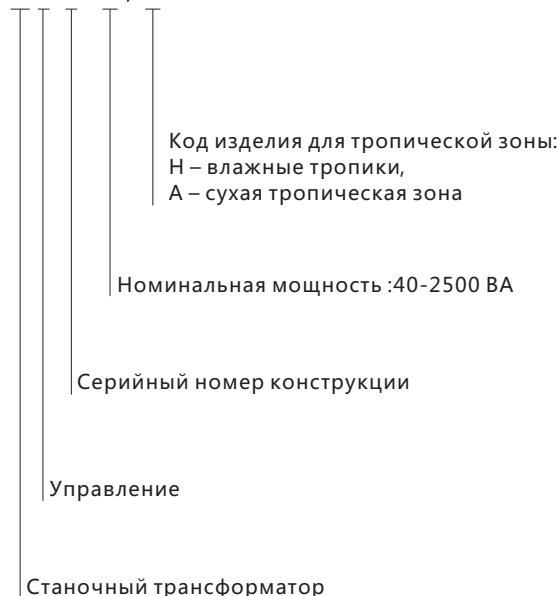 Код изделия для тропической зоны:
H – влажные тропики,
A – сухая тропическая зона
Номинальная мощность :40-2500 ВА
Серийный номер конструкции
Управление
Станочный трансформатор